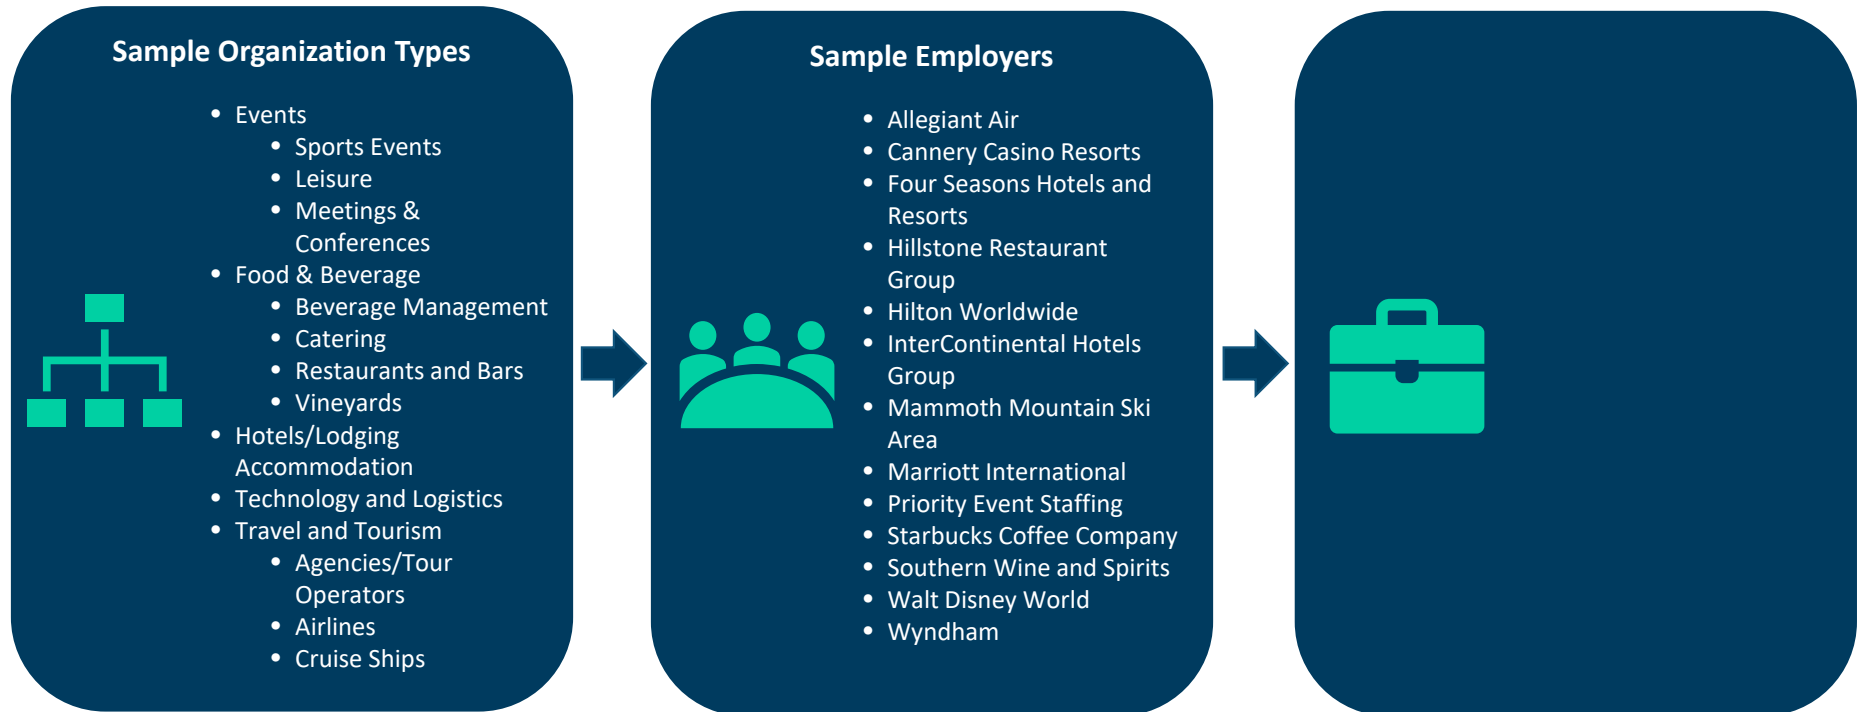 Sample Organization Types
• Events
• Sports Events
• Leisure
• Meetings &
Conferences
• Food & Beverage
• Beverage Management
• Catering
• Restaurants and Bars
• Vineyards
• Hotels/Lodging
Accommodation
• Technology and Logistics
• Travel and Tourism
• Agencies/Tour
Operators
• Airlines
• Cruise Ships
Sample Employers
• Allegiant Air
• Cannery Casino Resorts
• Four Seasons Hotels and
Resorts
• Hillstone Restaurant
Group
• Hilton Worldwide
• InterContinental Hotels
Group
• Mammoth Mountain Ski
Area
• Marriott International
• Priority Event Staffing
• Starbucks Coffee Company
• Southern Wine and Spirits
• Walt Disney World
• Wyndham